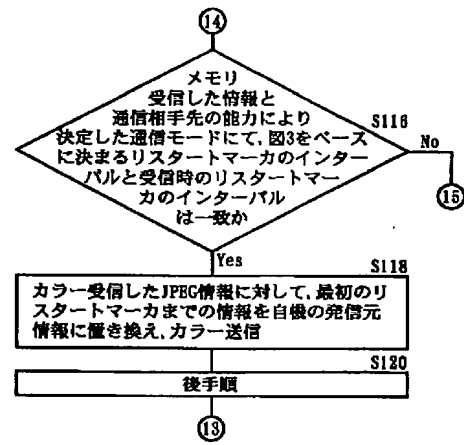 ⑭
メモリ
受信した情報と
通信相手先の能力により
S116
決定した通信モードにて,図3をベース
に決まるリスタートマーカのインター
No
バルと受信時のリスタートマー
カのインターバル
は一致か
⑮
Yes
S118
カラー受信したJPEG情報に対して,最初のリ
スタートマーカまでの情報を自機の発信元
情報に置き換え,カラー送信
S120
後手順
⑬